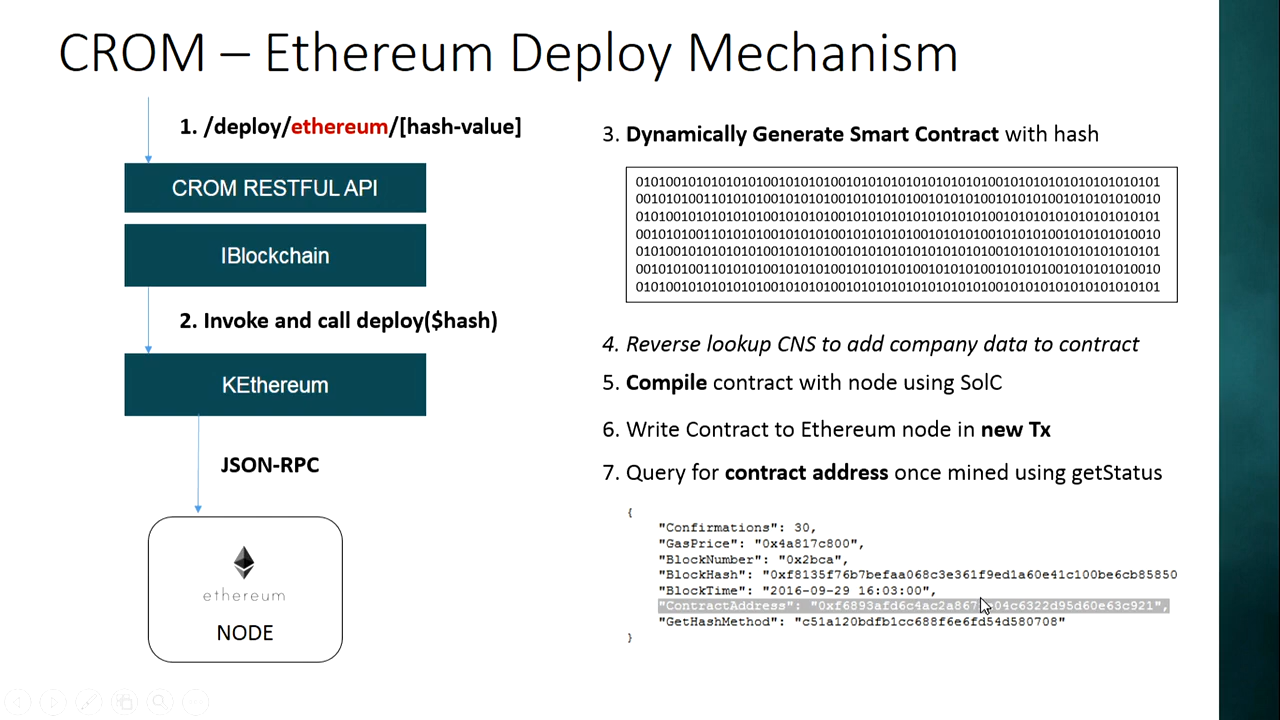 CROM – Ethereum Deploy Mechanism
1. /deploy/ethereum/[hash-value]
CROM RESTFUL API
IBlockchain
2. Invoke and call deploy($hash)
KEthereum
JSON-RPC
ethereum
NODE
3. Dynamically Generate Smart Contract with hash
4. Reverse lookup CNS to add company data to contract
5. Compile contract with node using SolC
6. Write Contract to Ethereum node in new Tx
7. Query for contract address once mined using getStatus
{
"Confirmations": 30,
"GasPrice": "0x4a817c800",
"BlockNumber": "0x2bca",
"BlockHash": "0xf8135f76b7befaa068c3e361f9ed1a60e41c100be6cb85850
"BlockTime": "2016-09-29 16:03:00",
"ContractAddress":
"GetHashMethod": "c51a120bdfb1cc688f6e6fd54d580708"
}